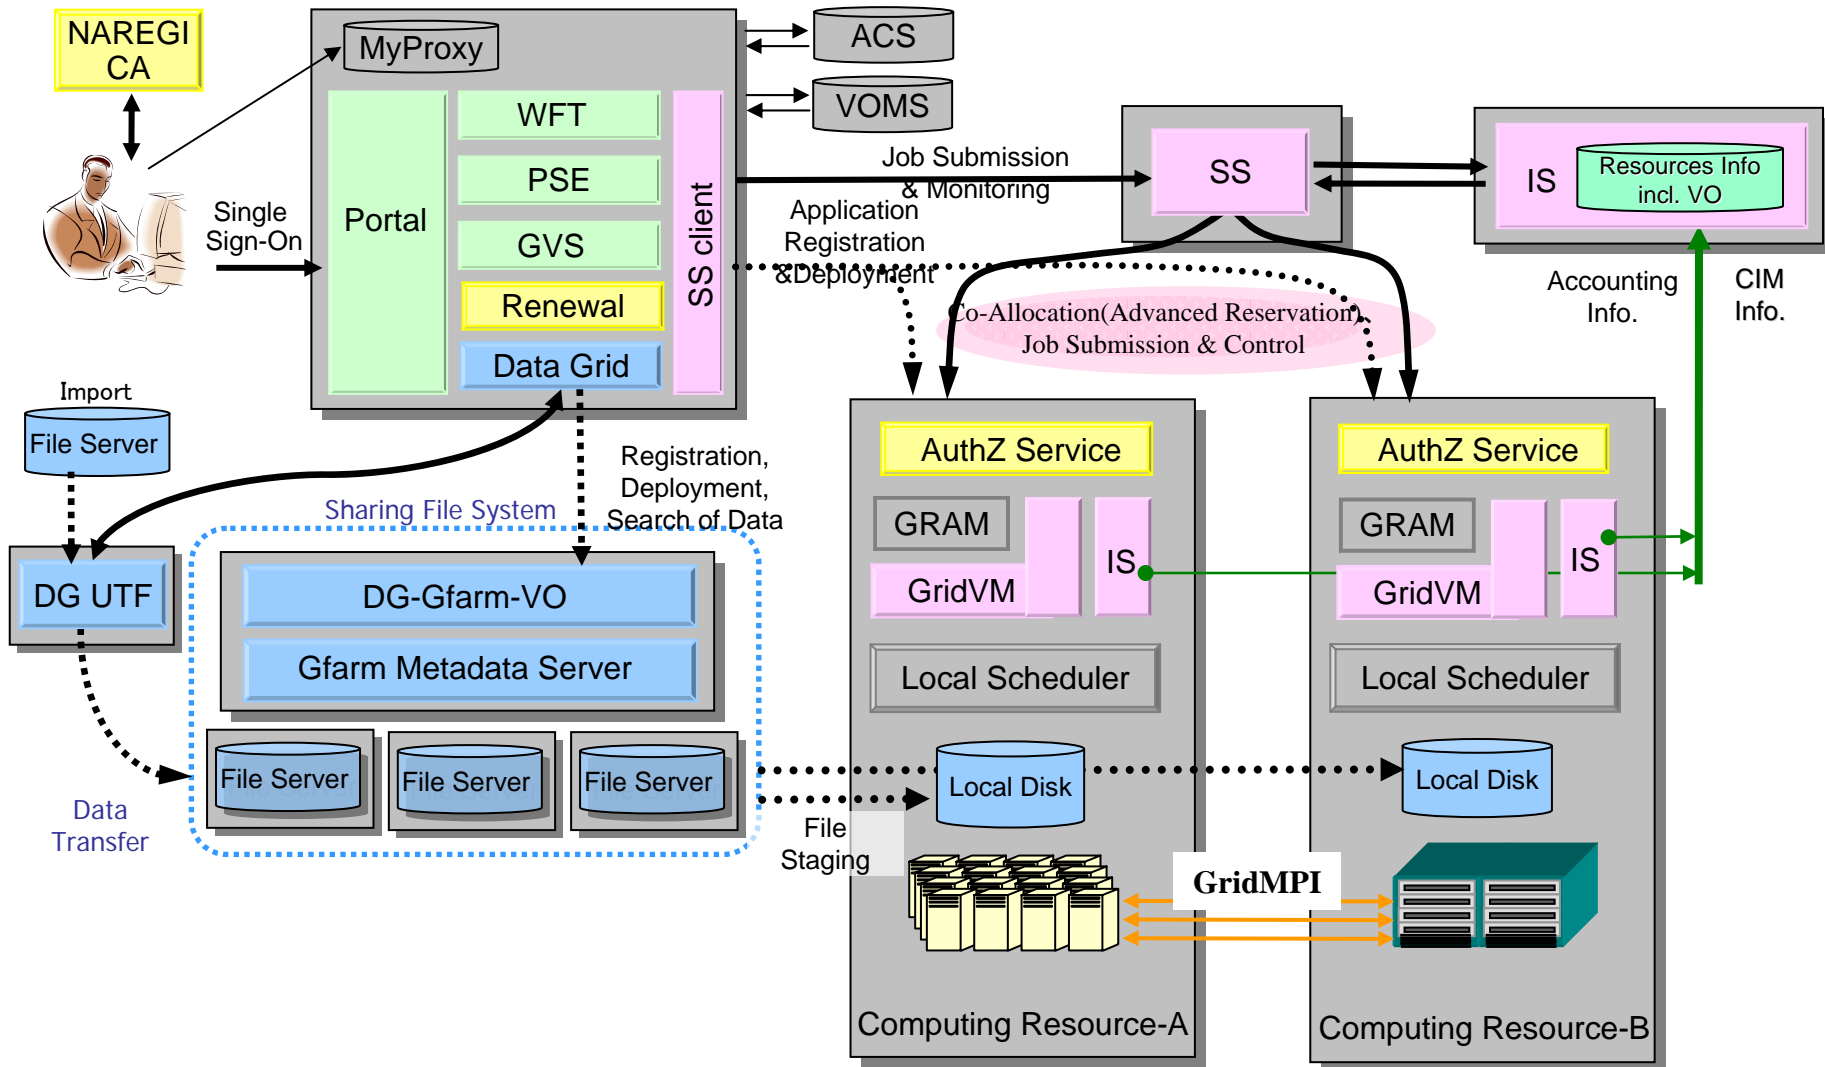 NAREGI
CA
MyProxy
ACS
VOMS
WFT
PSE
GVS
Renewal
Data Grid
Portal
SS client
Single
Sign-On
Job Submission
& Monitoring
SS
IS
Resources Info
incl. VO
Application
Registration
&Deployment
Accounting
Info.
CIM
Info.
Co-Allocation(Advanced Reservation)
Job Submission & Control
Import
File Server
DG UTF
Registration,
Deployment,
Search of Data
Sharing File System
DG-Gfarm-VO
Gfarm Metadata Server
File Server
File Server
File Server
Data
Transfer
File
Staging
AuthZ Service
GRAM
GridVM
IS
Local Scheduler
Local Disk
Computing Resource-A
GridMPI
AuthZ Service
GRAM
GridVM
IS
Local Scheduler
Local Disk
Computing Resource-B